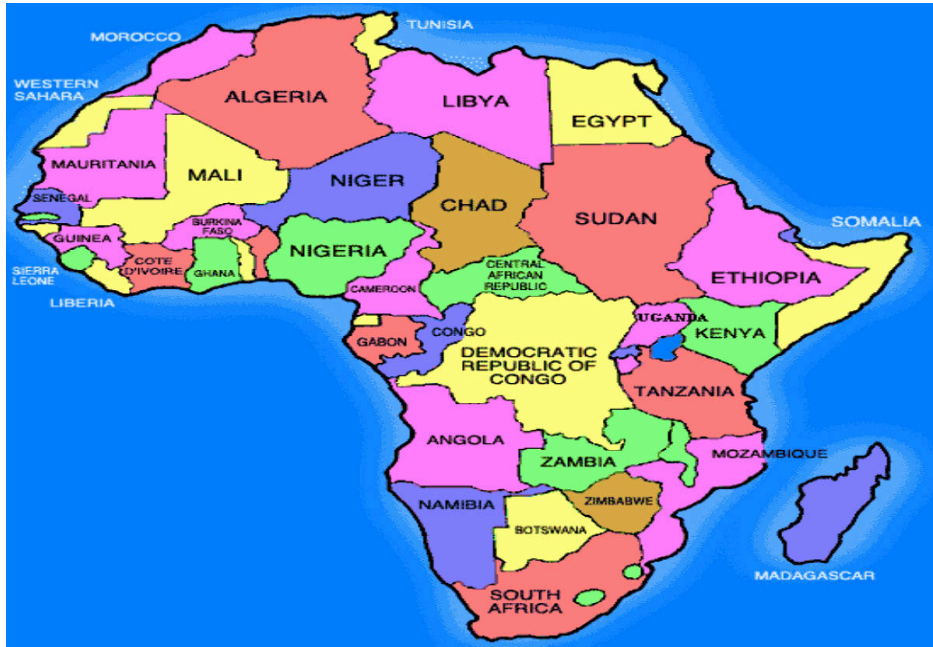 TUNISIA
MOROCCO
WESTERN
SAHARA
ALGERIA
LIBYA
EGYPT
MAURITANIA
MALI
NIGER
CHAD
SUDAN
SENEGAL
BURKINA
FASO
GUINEA
NIGERIA
SOMALIA
COTE
D'IVOIRE
GHANA
SIERRA
LEONE
LIBERIA
CENTRAL
AFRICAN
REPUBLIC
ETHIOPIA
CAMEROON
UGANDA
KENYA
CONGO
GABON
DEMOCRATIC
REPUBLIC OF
CONGO
TANZANIA
ANGOLA
ZAMBIA
MOZAMBIQUE
NAMIBIA
ZIMBABWE
BOTSWANA
MADAGASCAR
SOUTH
AFRICA